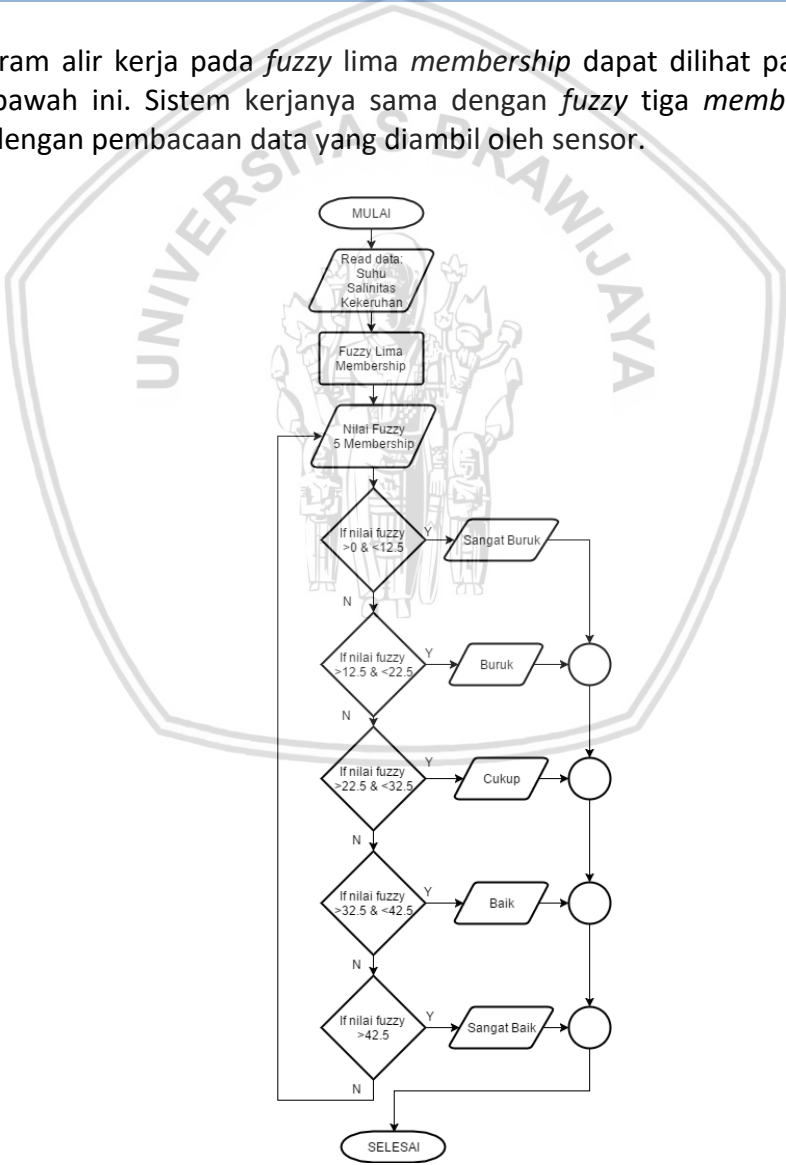 ram alir kerja pada fuzzy lima membership dapat dilihat pa
bawah ini. Sistem kerjanya sama dengan fuzzy tiga memb
dengan pembacaan data yang diambil oleh sensor.
UNIVERSITAS BRAWIJAYA
MULAI
Read data:
Suhu
Salinitas
Kekeruhan
Fuzzy Lima
Membership
Nilai Fuzzy
5 Membership
If nilai fuzzy
>0 & <12.5
Y
Sangat Buruk
N
If nilai fuzzy
>12.5 & <22.5
Y
Buruk
N
If nilai fuzzy
>22.5 & <32.5
Y
Cukup
N
If nilai fuzzy
>32.5 & <42.5
Y
Baik
N
If nilai fuzzy
>42.5
Y
Sangat Baik
N
SELESAI